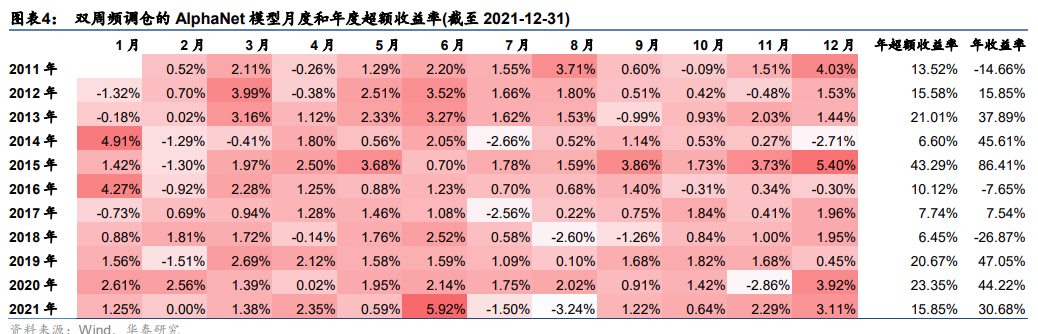 图表4： 双周频调仓的 AlphaNet 模型月度和年度超额收益率(截至 2021-12-31)
1 月 2 月 3 月 4 月 5 月 6 月 7 月 8 月 9 月 10 月 11 月 12 月 年超额收益率 年收益率
2011 年 0.52% 2.11% -0.26% 1.29% 2.20% 1.55% 3.71% 0.60% -0.09% 1.51% 4.03% 13.52% -14.66%
2012 年 -1.32% 0.70% 3.99% -0.38% 2.51% 3.52% 1.66% 1.80% 0.51% 0.42% -0.48% 1.53% 15.58% 15.85%
2013 年 -0.18% 0.02% 3.16% 1.12% 2.33% 3.27% 1.62% 1.53% -0.99% 0.93% 2.03% 1.44% 21.01% 37.89%
2014 年 4.91% -1.29% -0.41% 1.80% 0.56% 2.05% -2.66% 0.52% 1.14% 0.53% 0.27% -2.71% 6.60% 45.61%
2015 年 1.42% -1.30% 1.97% 2.50% 3.68% 0.70% 1.78% 1.59% 3.86% 1.73% 3.73% 5.40% 43.29% 86.41%
2016 年 4.27% -0.92% 2.28% 1.25% 0.88% 1.23% 0.70% 0.68% 1.40% -0.31% 0.34% -0.30% 10.12% -7.65%
2017 年 -0.73% 0.69% 0.94% 1.28% 1.46% 1.08% -2.56% 0.22% 0.75% 1.84% 0.41% 1.96% 7.74% 7.54%
2018 年 0.88% 1.81% 1.72% -0.14% 1.76% 2.52% 0.58% -2.60% -1.26% 0.84% 1.00% 1.95% 6.45% -26.87%
2019 年 1.56% -1.51% 2.69% 2.12% 1.58% 1.59% 1.09% 0.10% 1.68% 1.82% 1.68% 0.45% 20.67% 47.05%
2020 年 2.61% 2.56% 1.39% 0.02% 1.95% 2.14% 1.75% 2.02% 0.91% 1.42% -2.86% 3.92% 23.35% 44.22%
2021 年 1.25% 0.00% 1.38% 2.35% 0.59% 5.92% -1.50% -3.24% 1.22% 0.64% 2.29% 3.11% 15.85% 30.68%
资料来源：Wind，华泰研究